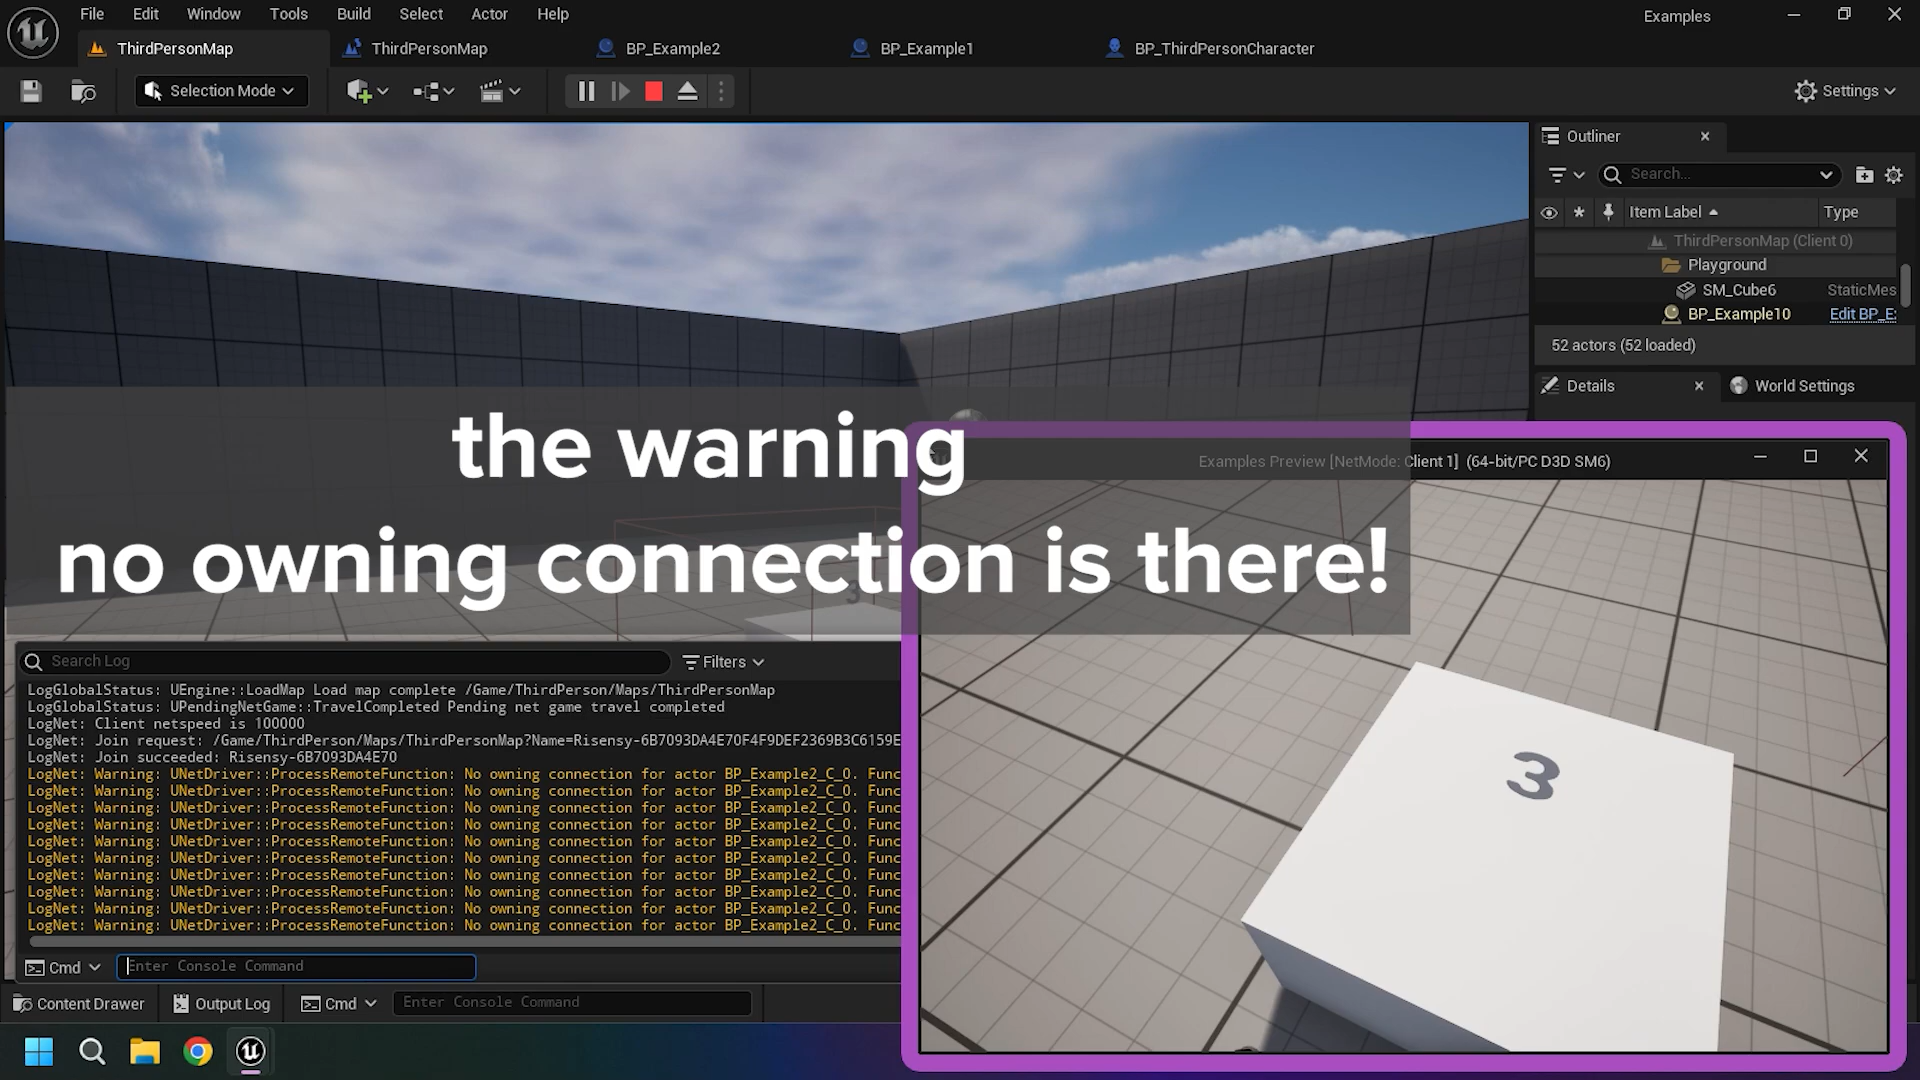 File Edit Window Tools Build Select Actor Help
Examples
ThirdPersonMap ThirdPersonMap BP_Example2 BP_Example1 BP_ThirdPersonCharacter
Selection Mode
Settings
Outliner
Search...
Item Label Type
ThirdPersonMap (Client 0)
Playground
SM_Cube6 StaticMes
BP_Example10 Edit BP_E
52 actors (52 loaded)
Details World Settings
the warning
no owning connection is there!
Examples Preview [NetMode: Client 1] (64-bit/PC D3D SM6)
3
3
Search Log Filters
LogGlobalStatus: UEngine::LoadMap Load map complete /Game/ThirdPerson/Maps/ThirdPersonMap
LogGlobalStatus: UPendingNetGame::TravelCompleted Pending net game travel completed
LogNet: Client netspeed is 100000
LogNet: Join request: /Game/ThirdPerson/Maps/ThirdPersonMap?Name=Risensy-6B7093DA4E70F4F9DEF2369B3C6159E
LogNet: Join succeeded: Risensy-6B7093DA4E70
LogNet: Warning: UNetDriver::ProcessRemoteFunction: No owning connection for actor BP_Example2_C_0. Func
LogNet: Warning: UNetDriver::ProcessRemoteFunction: No owning connection for actor BP_Example2_C_0. Func
LogNet: Warning: UNetDriver::ProcessRemoteFunction: No owning connection for actor BP_Example2_C_0. Func
LogNet: Warning: UNetDriver::ProcessRemoteFunction: No owning connection for actor BP_Example2_C_0. Func
LogNet: Warning: UNetDriver::ProcessRemoteFunction: No owning connection for actor BP_Example2_C_0. Func
LogNet: Warning: UNetDriver::ProcessRemoteFunction: No owning connection for actor BP_Example2_C_0. Func
LogNet: Warning: UNetDriver::ProcessRemoteFunction: No owning connection for actor BP_Example2_C_0. Func
LogNet: Warning: UNetDriver::ProcessRemoteFunction: No owning connection for actor BP_Example2_C_0. Func
LogNet: Warning: UNetDriver::ProcessRemoteFunction: No owning connection for actor BP_Example2_C_0. Func
LogNet: Warning: UNetDriver::ProcessRemoteFunction: No owning connection for actor BP_Example2_C_0. Func
Cmd Enter Console Command
Content Drawer Output Log Cmd Enter Console Command